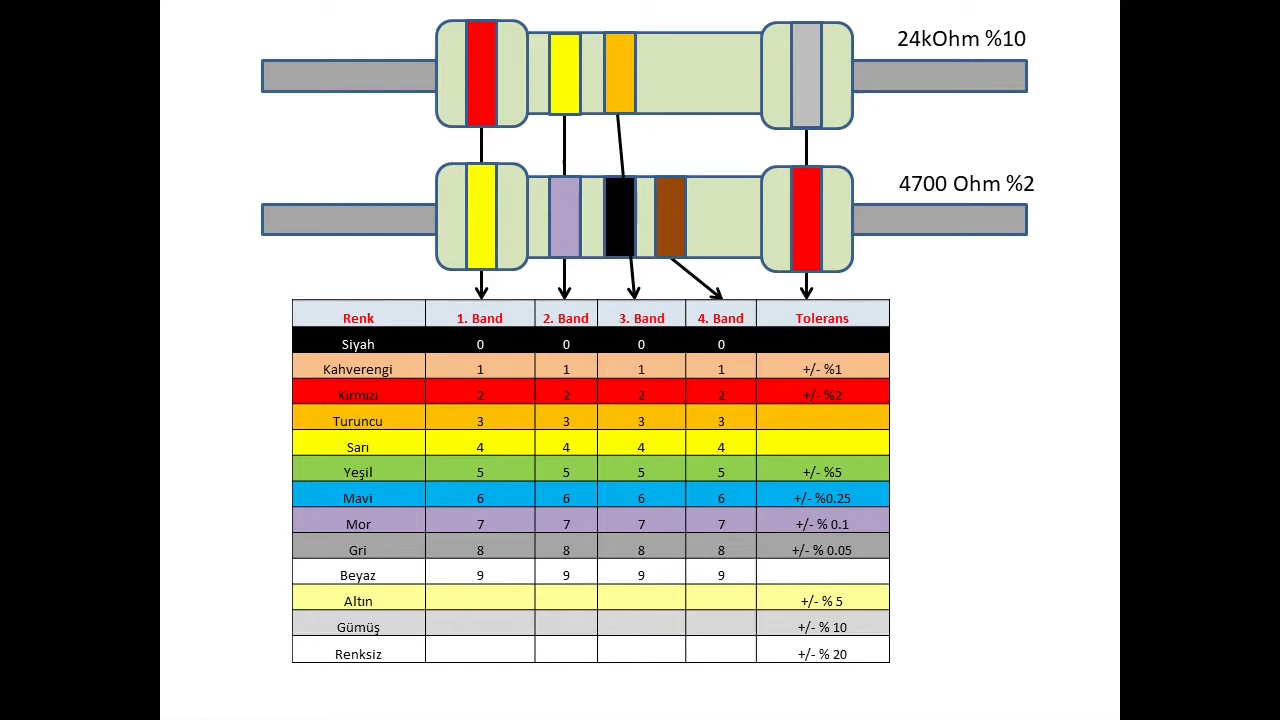 24kOhm %10
4700 Ohm %2
Renk 1. Band 2. Band 3. Band 4. Band Tolerans
Siyah 0 0 0 0
Kahverengi 1 1 1 1 +/- %1
Kırmızı 2 2 2 2 +/- %2
Turuncu 3 3 3 3
Sarı 4 4 4 4
Yeşil 5 5 5 5 +/- %5
Mavi 6 6 6 6 +/- %0.25
Mor 7 7 7 7 +/- % 0.1
Gri 8 8 8 8 +/- % 0.05
Beyaz 9 9 9 9
Altın +/- % 5
Gümüş +/- % 10
Renksiz +/- % 20